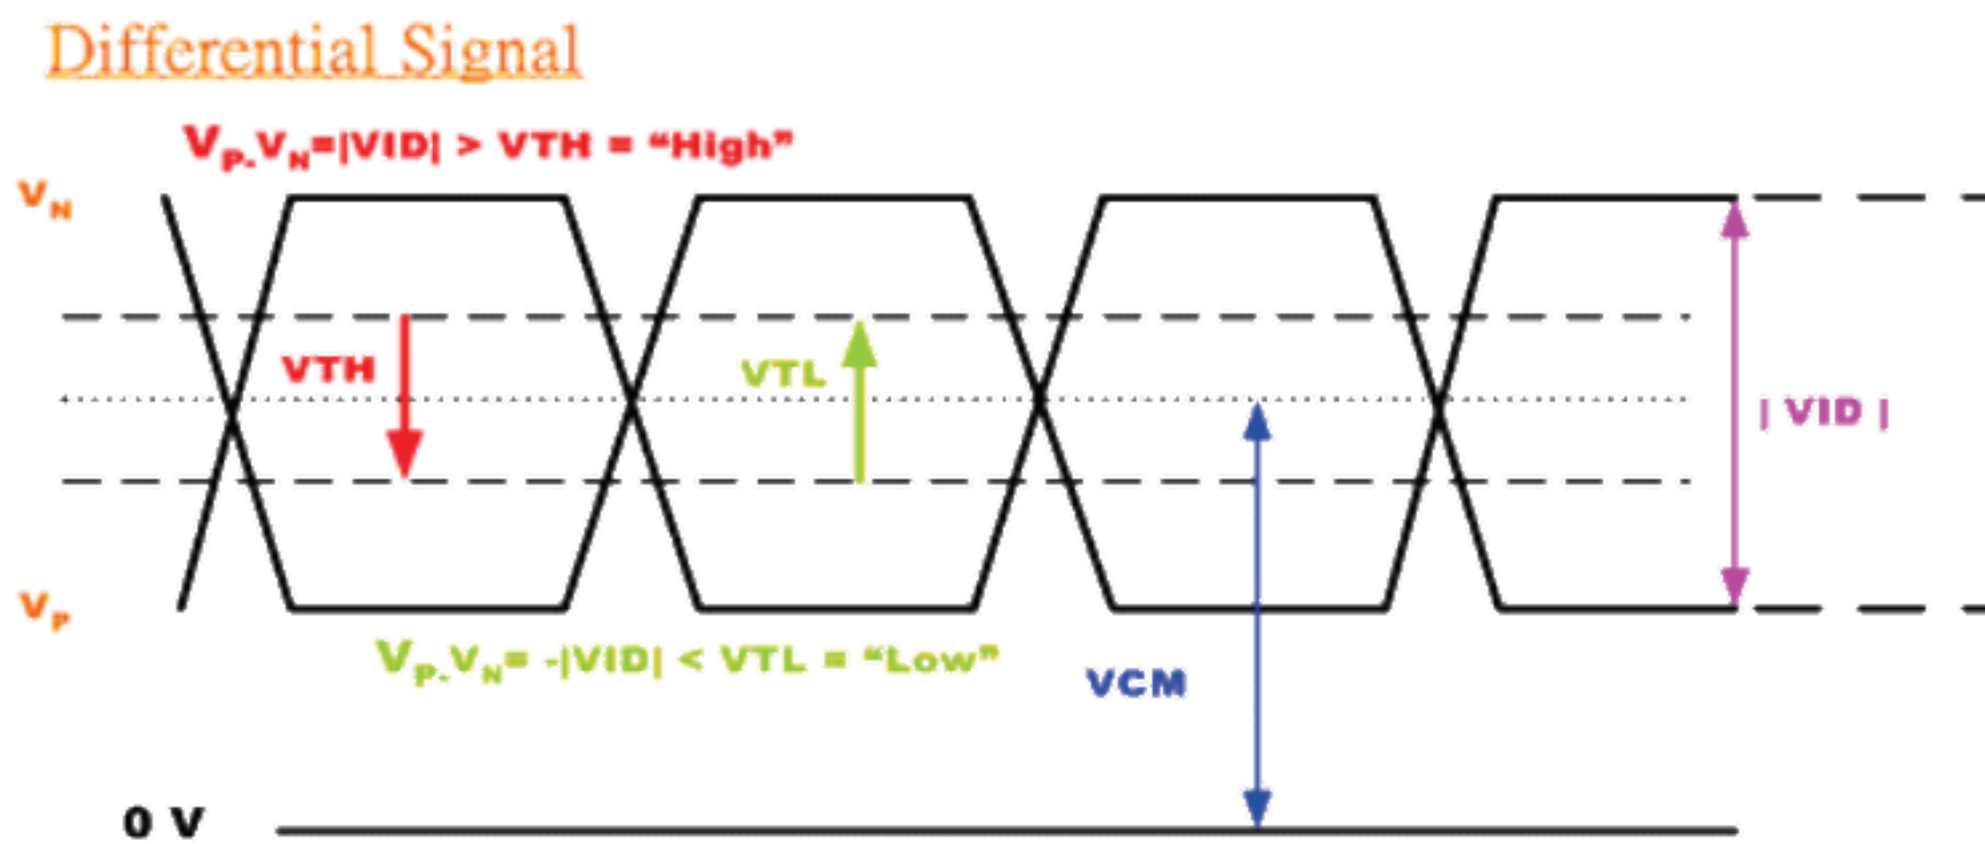 Differential Signal
VP-VN=|VID| > VTH = “High”
VN
VTH
VTL
| VID |
VP
VP-VN= -|VID| < VTL = “Low”
VCM
0 V